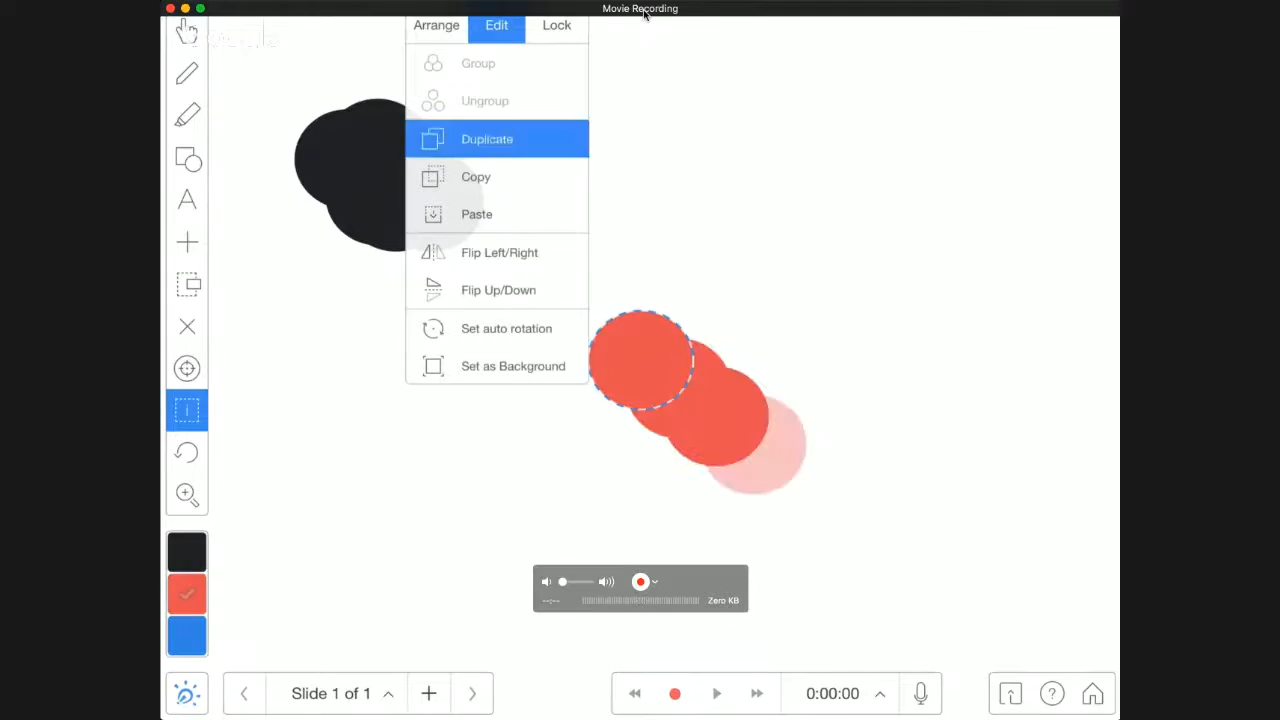 Movie Recording
Arrange Edit Lock
Group
Ungroup
Duplicate
Copy
Paste
Flip Left/Right
Flip Up/Down
Set auto rotation
Set as Background
--:-- Zero KB
Slide 1 of 1 0:00:00